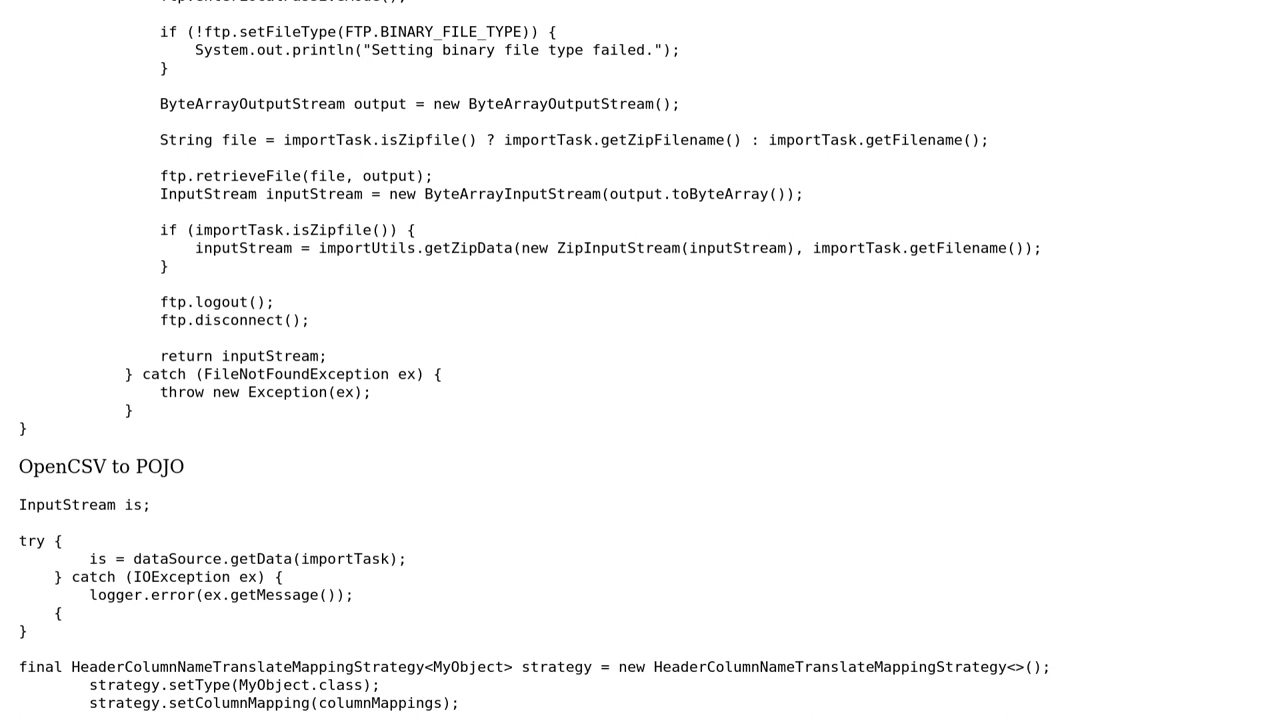 if (!ftp.setFileType(FTP.BINARY_FILE_TYPE)) {
System.out.println("Setting binary file type failed.");
}
ByteArrayOutputStream output = new ByteArrayOutputStream();
String file = importTask.isZipfile() ? importTask.getZipFilename() : importTask.getFilename();
ftp.retrieveFile(file, output);
InputStream inputStream = new ByteArrayInputStream(output.toByteArray());
if (importTask.isZipfile()) {
inputStream = importUtils.getZipData(new ZipInputStream(inputStream), importTask.getFilename());
}
ftp.logout();
ftp.disconnect();
return inputStream;
} catch (FileNotFoundException ex) {
throw new Exception(ex);
}
}
OpenCSV to POJO
InputStream is;
try {
is = dataSource.getData(importTask);
} catch (IOException ex) {
logger.error(ex.getMessage());
{
}
final HeaderColumnNameTranslateMappingStrategy<MyObject> strategy = new HeaderColumnNameTranslateMappingStrategy<>();
strategy.setType(MyObject.class);
strategy.setColumnMapping(columnMappings);